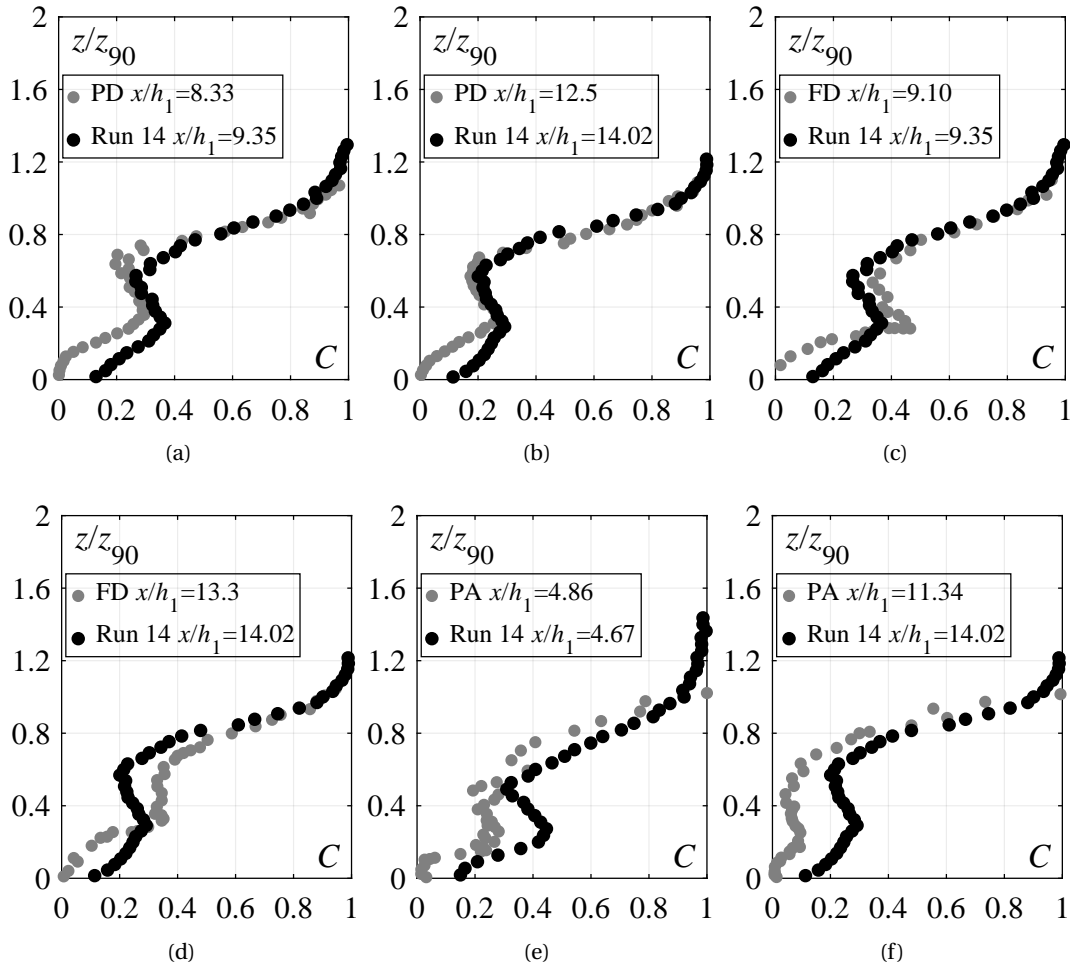 2
1.6
1.2
0.8
0.4
0
z/z90
PD x/h1=8.33
Run 14 x/h1=9.35
C
0 0.2 0.4 0.6 0.8 1
(a)
2
1.6
1.2
0.8
0.4
0
z/z90
PD x/h1=12.5
Run 14 x/h1=14.02
C
0 0.2 0.4 0.6 0.8 1
(b)
2
1.6
1.2
0.8
0.4
0
z/z90
FD x/h1=9.10
Run 14 x/h1=9.35
C
0 0.2 0.4 0.6 0.8 1
(c)
2
1.6
1.2
0.8
0.4
0
z/z90
FD x/h1=13.3
Run 14 x/h1=14.02
C
0 0.2 0.4 0.6 0.8 1
(d)
2
1.6
1.2
0.8
0.4
0
z/z90
PA x/h1=4.86
Run 14 x/h1=4.67
C
0 0.2 0.4 0.6 0.8 1
(e)
2
1.6
1.2
0.8
0.4
0
z/z90
PA x/h1=11.34
Run 14 x/h1=14.02
C
0 0.2 0.4 0.6 0.8 1
(f)